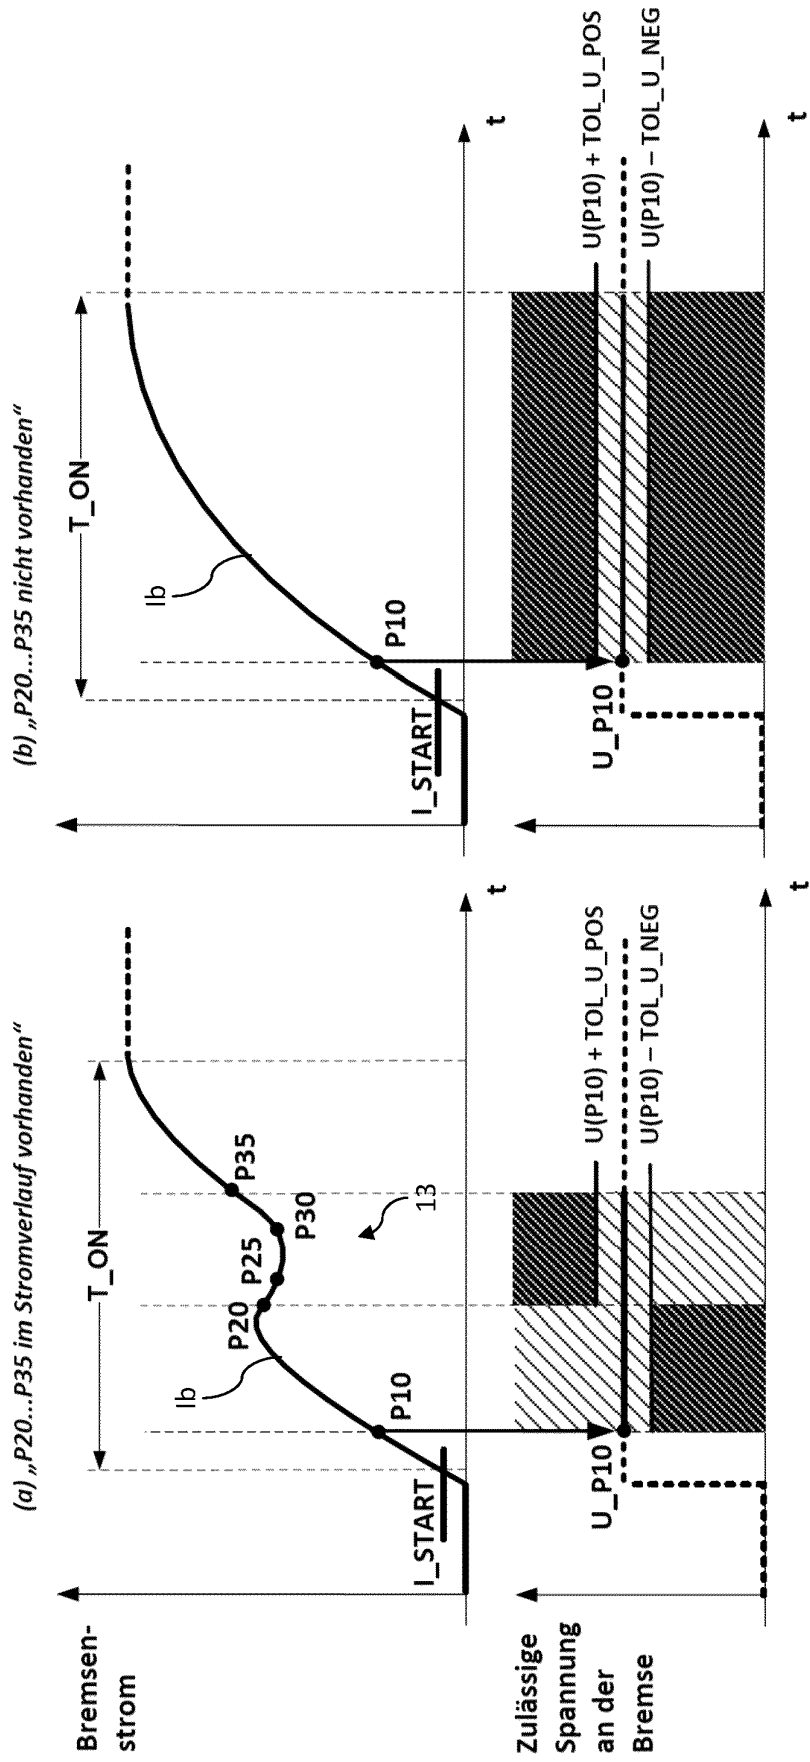 (a) „P20...P35 im Stromverlauf vorhanden“
Bremsen-
strom
T_ON
Ib
I_START
P10
P20
P25
P30
P35
13
t
Zulässige
Spannung
an der
Bremse
U_P10
U(P10) + TOL_U_POS
U(P10) – TOL_U_NEG
t
(b) „P20...P35 nicht vorhanden“
T_ON
Ib
I_START
P10
t
U_P10
U(P10) + TOL_U_POS
U(P10) – TOL_U_NEG
t